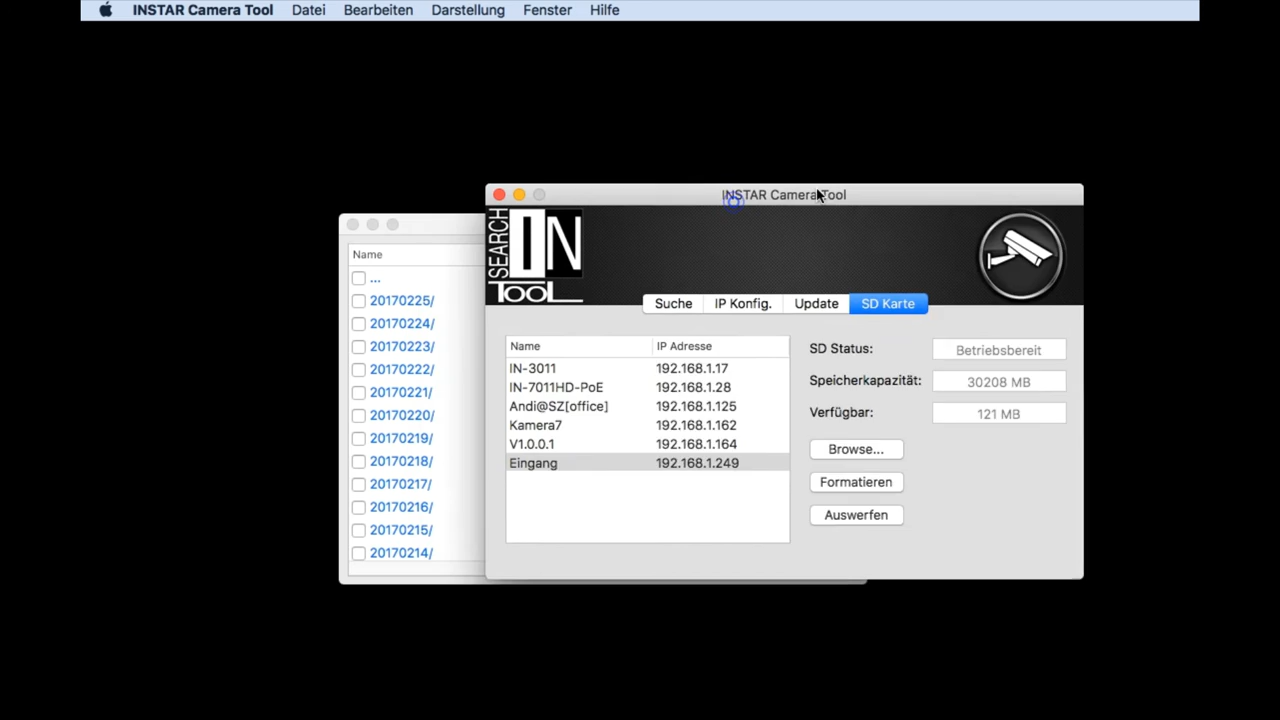 INSTAR Camera Tool Datei Bearbeiten Darstellung Fenster Hilfe
INSTAR Camera Tool
SEARCH IN TOOL
Suche IP Konfig. Update SD Karte
Name
...
20170225/
20170224/
20170223/
20170222/
20170221/
20170220/
20170219/
20170218/
20170217/
20170216/
20170215/
20170214/
Name IP Adresse
IN-3011 192.168.1.17
IN-7011HD-PoE 192.168.1.28
Andi@SZ[office] 192.168.1.125
Kamera7 192.168.1.162
V1.0.0.1 192.168.1.164
Eingang 192.168.1.249
SD Status: Betriebsbereit
Speicherkapazität: 30208 MB
Verfügbar: 121 MB
Browse...
Formatieren
Auswerfen